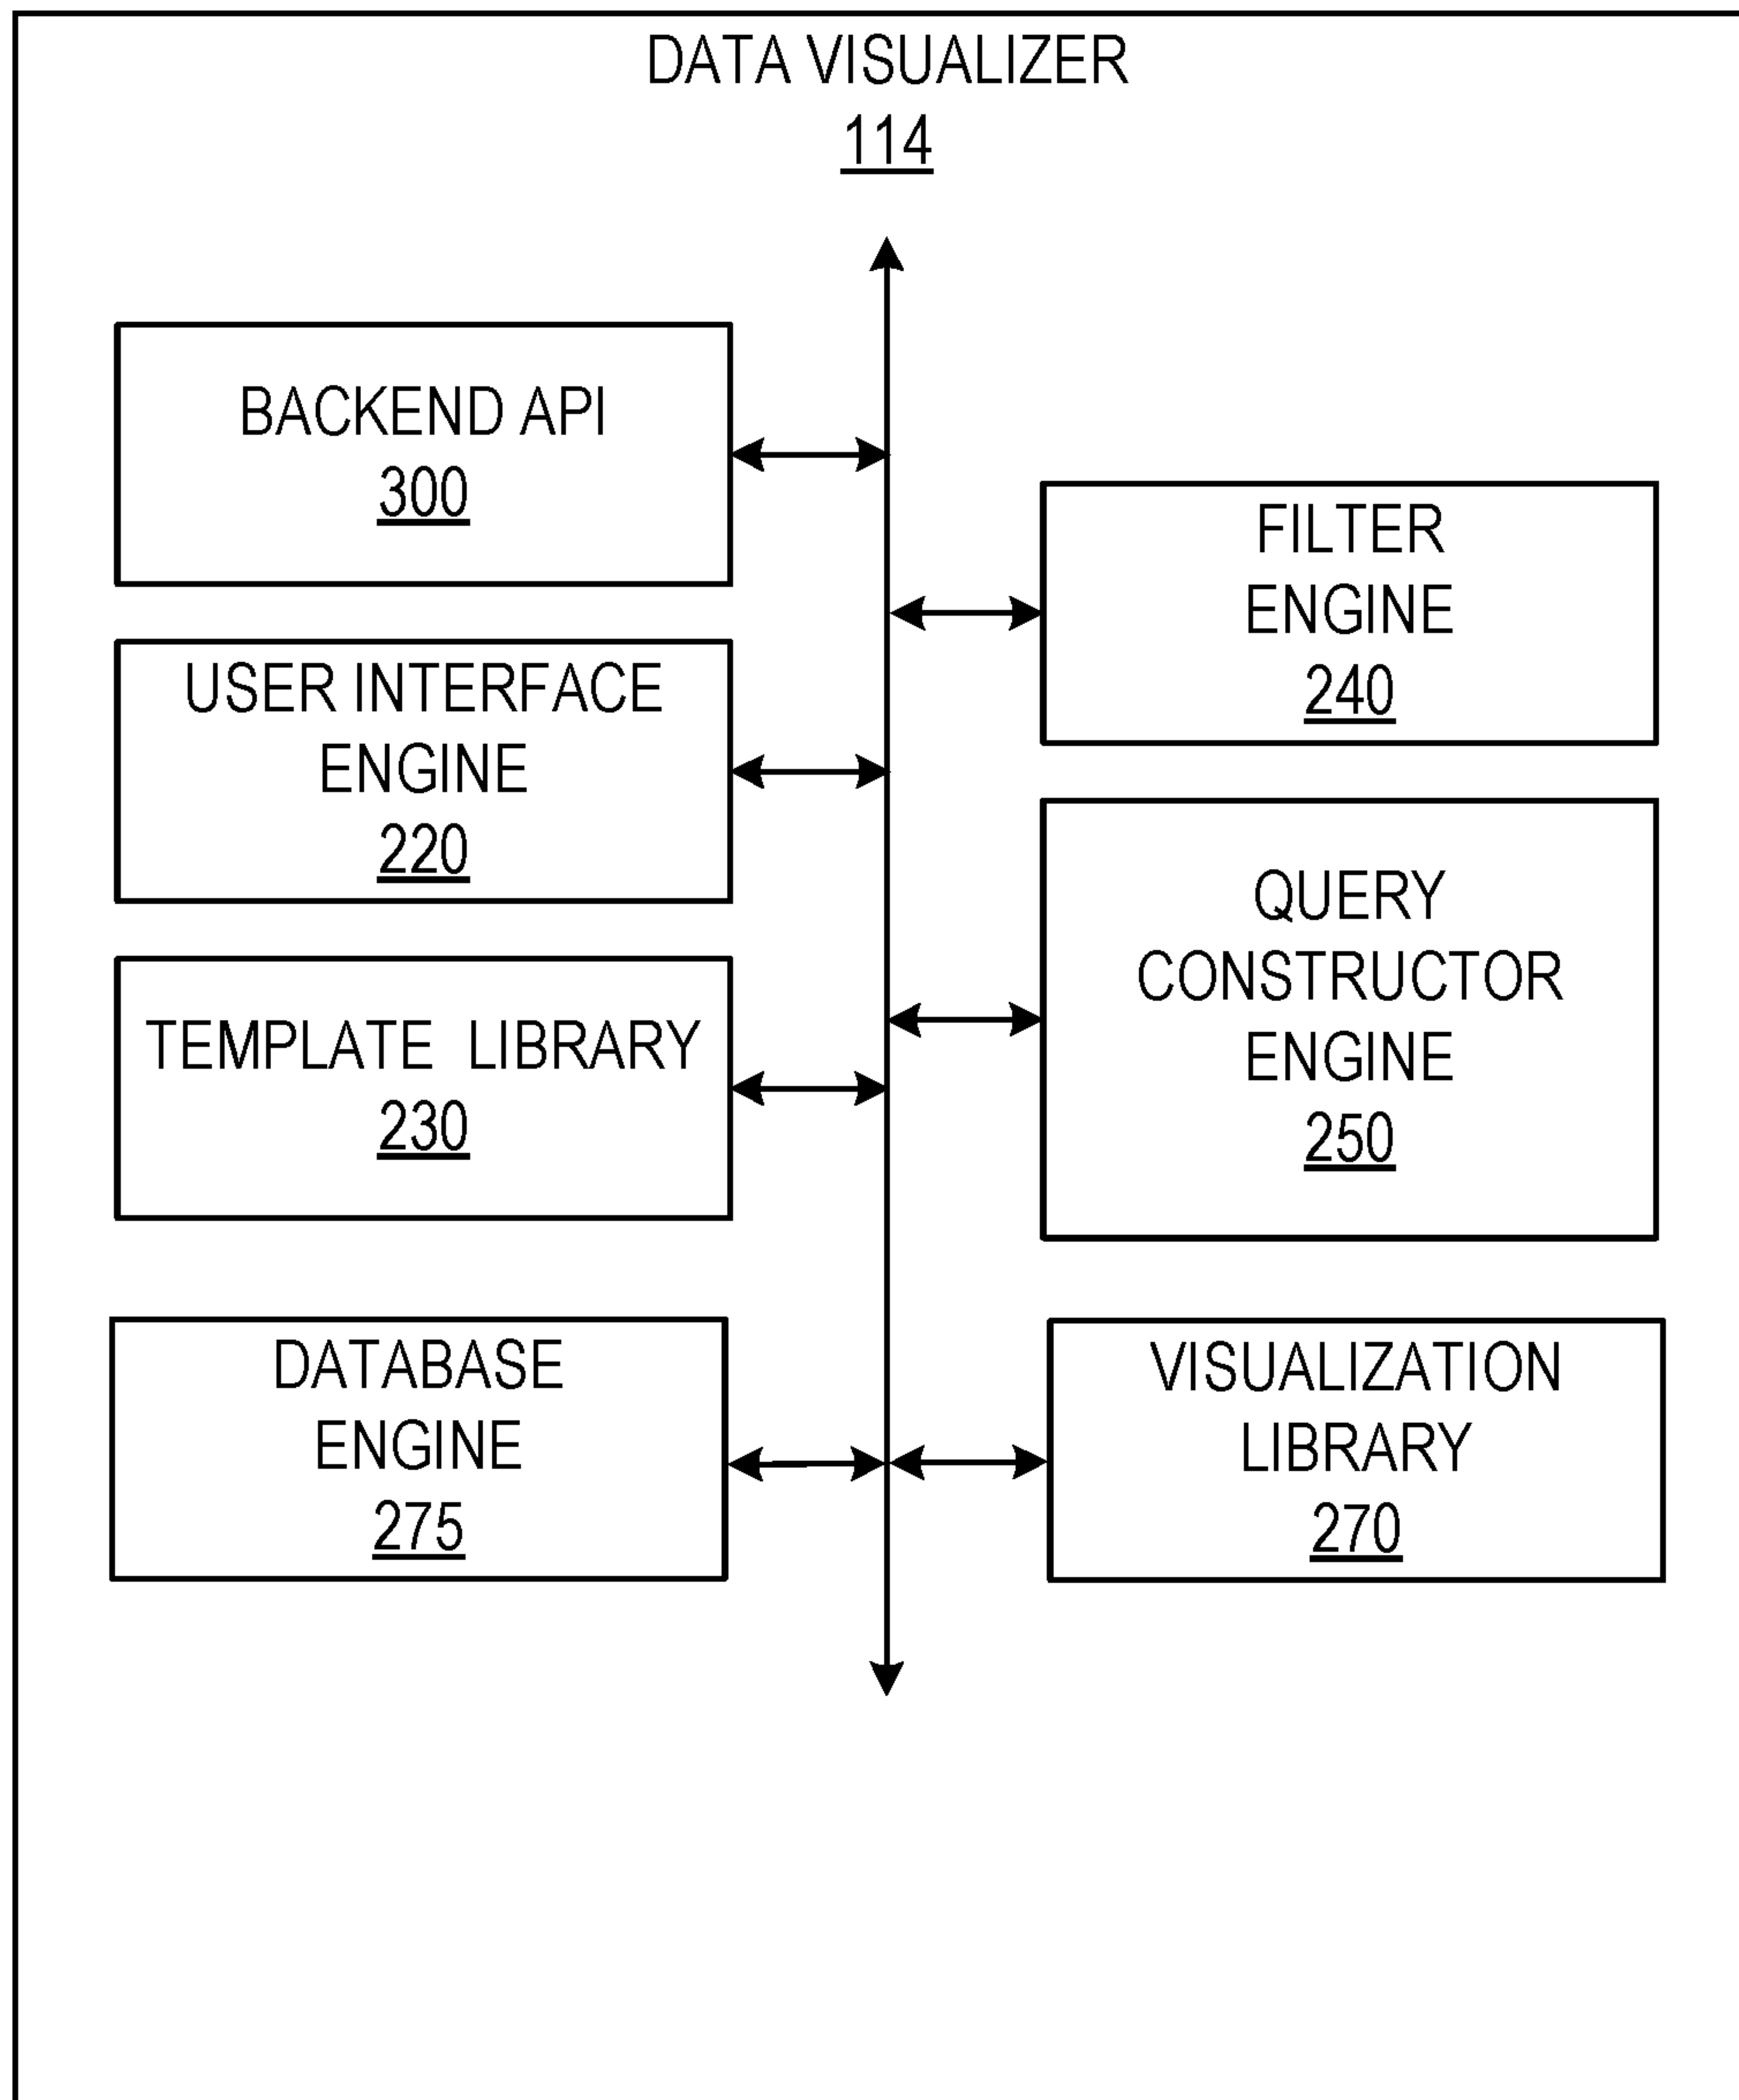 DATA VISUALIZER
114
BACKEND API
300
USER INTERFACE
ENGINE
220
TEMPLATE LIBRARY
230
DATABASE
ENGINE
275
FILTER
ENGINE
240
QUERY
CONSTRUCTOR
ENGINE
250
VISUALIZATION
LIBRARY
270